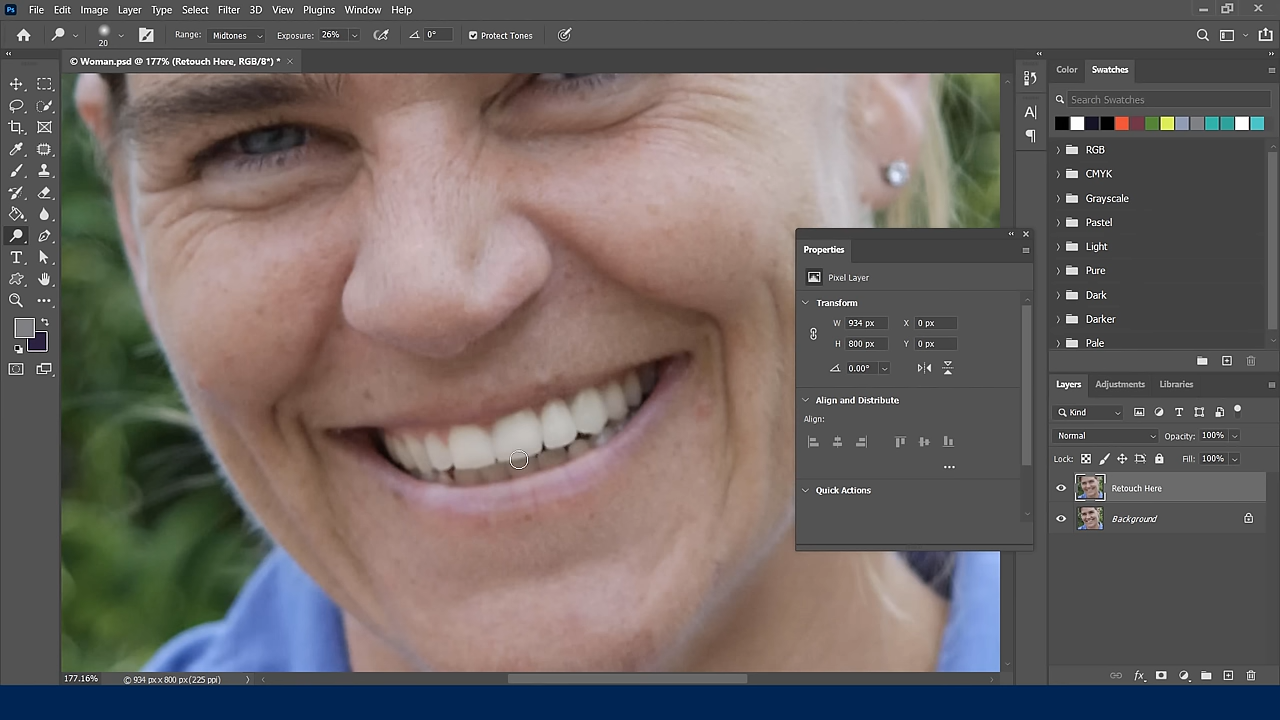 Ps File Edit Image Layer Type Select Filter 3D View Plugins Window Help
20 Range: Midtones Exposure: 26% 0° Protect Tones
© Woman.psd @ 177% (Retouch Here, RGB/8*) *
Color Swatches
Search Swatches
RGB
CMYK
Grayscale
Pastel
Light
Pure
Dark
Darker
Pale
Properties
Pixel Layer
Transform
W 934 px X 0 px
H 800 px Y 0 px
0.00°
Align and Distribute
Align:
Quick Actions
Layers Adjustments Libraries
Kind
Normal Opacity: 100%
Lock: Fill: 100%
Retouch Here
Background
177.16% © 934 px x 800 px (225 ppi)